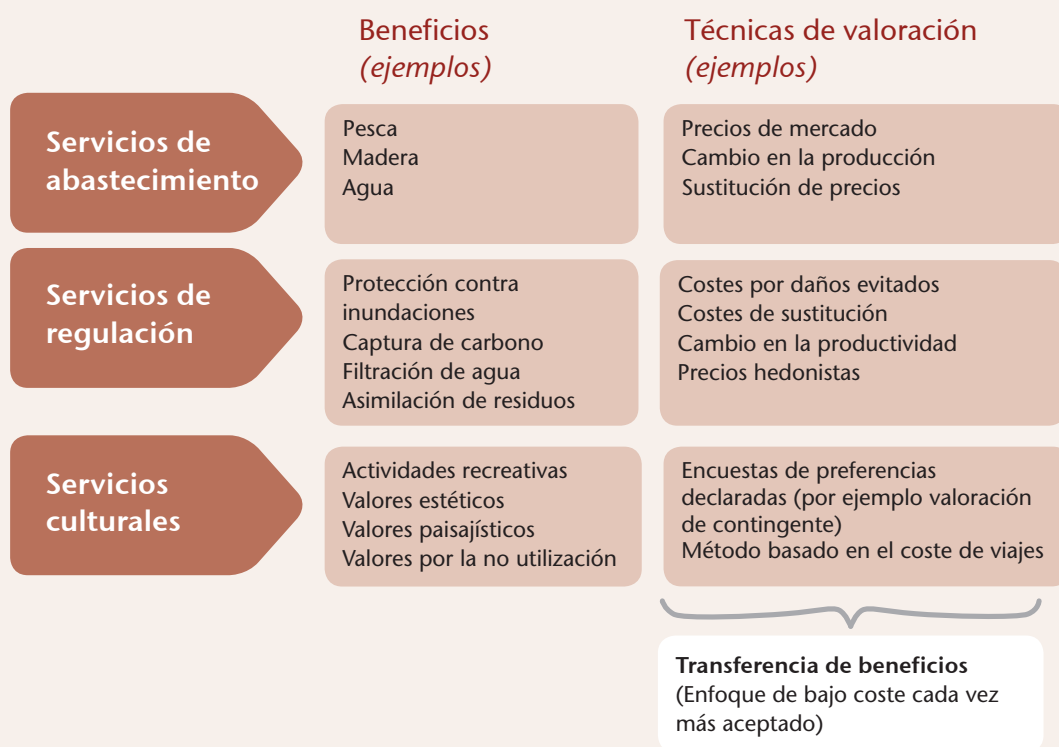 Beneficios
(ejemplos)
Técnicas de valoración
(ejemplos)
Servicios de
abastecimiento
Pesca
Madera
Agua
Precios de mercado
Cambio en la producción
Sustitución de precios
Servicios de
regulación
Protección contra
inundaciones
Captura de carbono
Filtración de agua
Asimilación de residuos
Costes por daños evitados
Costes de sustitución
Cambio en la productividad
Precios hedonistas
Servicios
culturales
Actividades recreativas
Valores estéticos
Valores paisajísticos
Valores por la no utilización
Encuestas de preferencias
declaradas (por ejemplo valoración
de contingente)
Método basado en el coste de viajes
Transferencia de beneficios
(Enfoque de bajo coste cada vez
más aceptado)